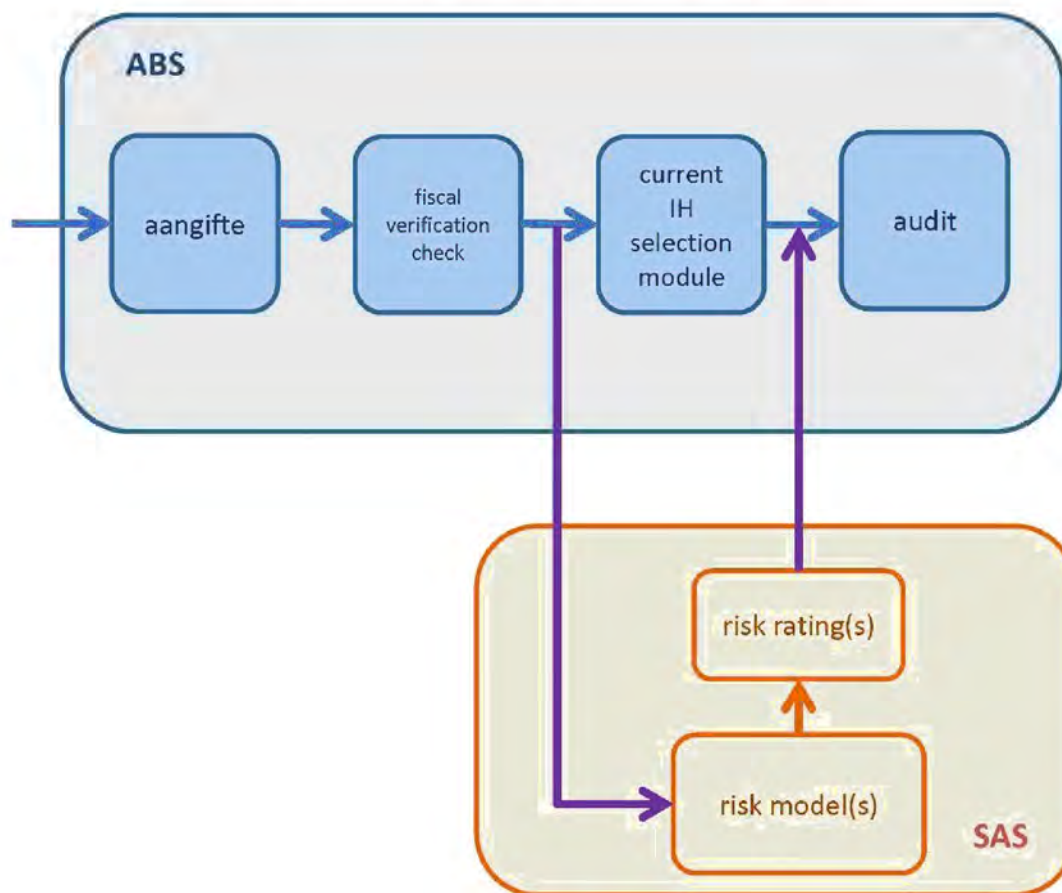 ABS
aangifte
fiscal
verification
check
current
IH
selection
module
audit
risk rating(s)
risk model(s)
SAS